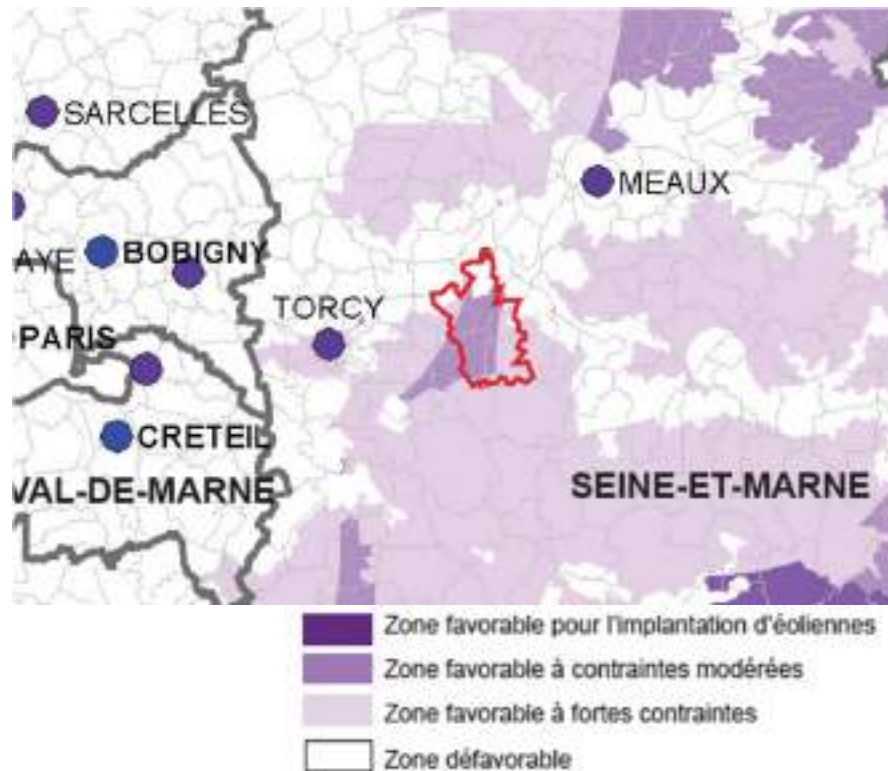 SARCELLES
MEAUX
AYE
BOBIGNY
TORCY
PARIS
CRETEIL
VAL-DE-MARNE
SEINE-ET-MARNE
Zone favorable pour l'implantation d'éoliennes
Zone favorable à contraintes modérées
Zone favorable à fortes contraintes
Zone défavorable